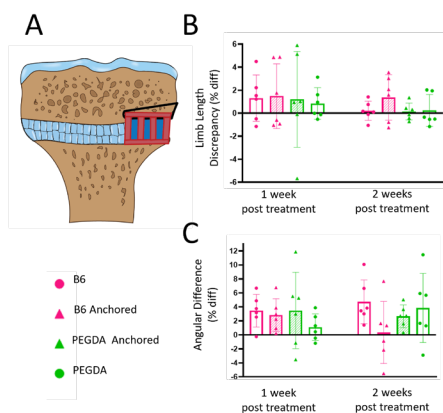 A
B
Limb Length
Discrepancy (% diff)
6
4
2
0
-2
-4
-6
1 week
post treatment
2 weeks
post treatment
C
Angular Difference
(% diff)
12
10
8
6
4
2
0
-2
-4
-6
1 week
post treatment
2 weeks
post treatment
B6
B6 Anchored
PEGDA Anchored
PEGDA